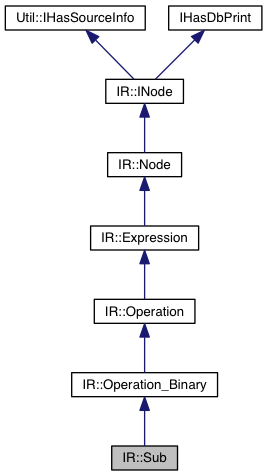 Util::IHasSourceInfo
IHasDbPrint
IR::INode
IR::Node
IR::Expression
IR::Operation
IR::Operation_Binary
IR::Sub